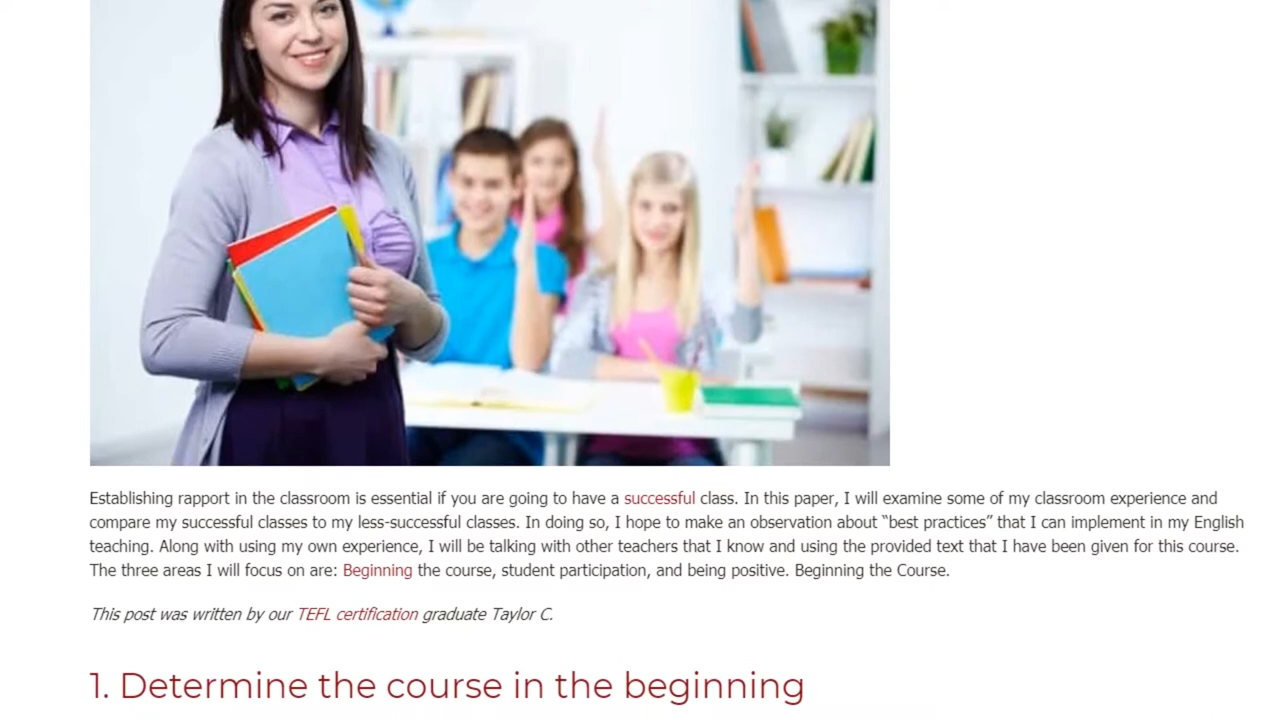 Establishing rapport in the classroom is essential if you are going to have a successful class. In this paper, I will examine some of my classroom experience and
compare my successful classes to my less-successful classes. In doing so, I hope to make an observation about “best practices” that I can implement in my English
teaching. Along with using my own experience, I will be talking with other teachers that I know and using the provided text that I have been given for this course.
The three areas I will focus on are: Beginning the course, student participation, and being positive. Beginning the Course.
This post was written by our TEFL certification graduate Taylor C.
1. Determine the course in the beginning